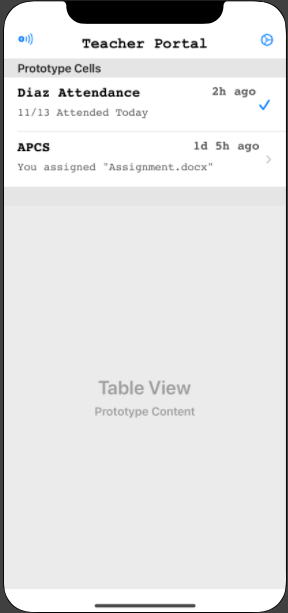 Teacher Portal
Prototype Cells
Diaz Attendance 2h ago
11/13 Attended Today
APCS 1d 5h ago
You assigned "Assignment.docx"
Table View
Prototype Content